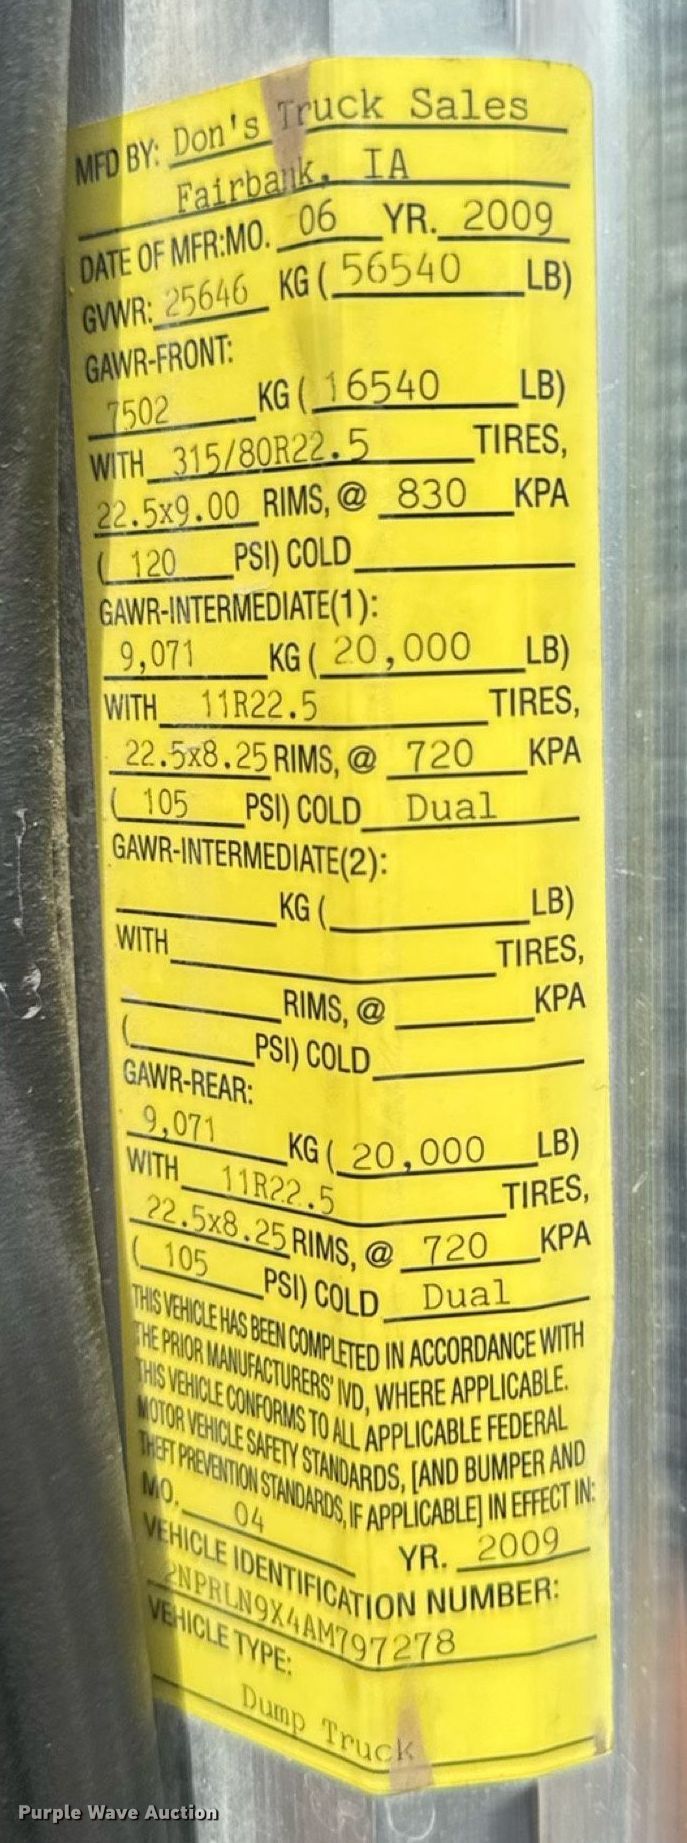 MFD BY: Don's Truck Sales
Fairbank, IA
DATE OF MFR:MO. 06 YR. 2009
GVWR: 25646 KG ( 56540 LB)
GAWR-FRONT:
7502 KG ( 16540 LB)
WITH 315/80R22.5 TIRES,
22.5x9.00 RIMS, @ 830 KPA
( 120 PSI) COLD
GAWR-INTERMEDIATE(1):
9,071 KG ( 20,000 LB)
WITH 11R22.5 TIRES,
22.5x8.25 RIMS, @ 720 KPA
( 105 PSI) COLD Dual
GAWR-INTERMEDIATE(2):
KG ( LB)
WITH TIRES,
RIMS, @ KPA
( PSI) COLD
GAWR-REAR:
9,071 KG ( 20,000 LB)
WITH 11R22.5 TIRES,
22.5x8.25 RIMS, @ 720 KPA
( 105 PSI) COLD Dual
THIS VEHICLE HAS BEEN COMPLETED IN ACCORDANCE WITH
THE PRIOR MANUFACTURERS' IVD, WHERE APPLICABLE.
THIS VEHICLE CONFORMS TO ALL APPLICABLE FEDERAL
MOTOR VEHICLE SAFETY STANDARDS, [AND BUMPER AND
THEFT PREVENTION STANDARDS, IF APPLICABLE] IN EFFECT IN:
MO. 04 YR. 2009
VEHICLE IDENTIFICATION NUMBER:
2NPRLN9X4AM797278
VEHICLE TYPE:
Dump Truck
Purple Wave Auction